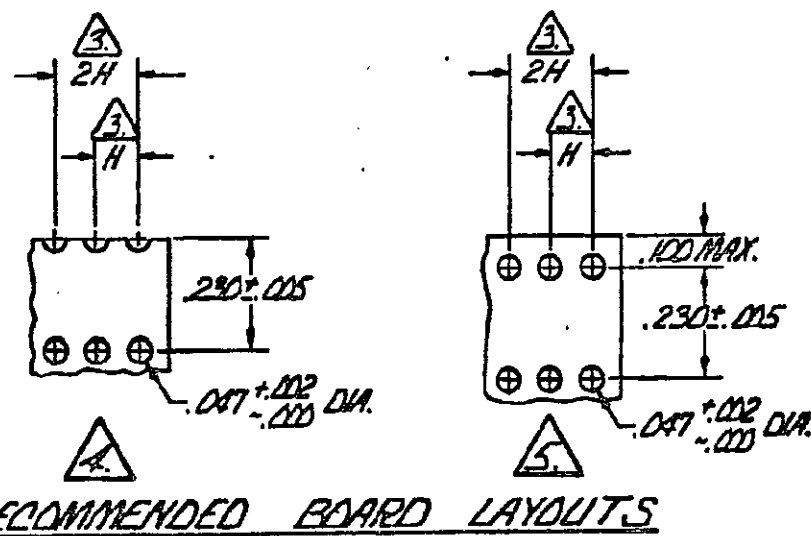 3. 3.
2H 2H
3. 3.
H H
.100 MAX.
.230±.005 .230±.005
.047 +.002 -.000 DIA. .047 +.002 -.000 DIA.
4. 5.
ECOMMENDED BOARD LAYOUTS